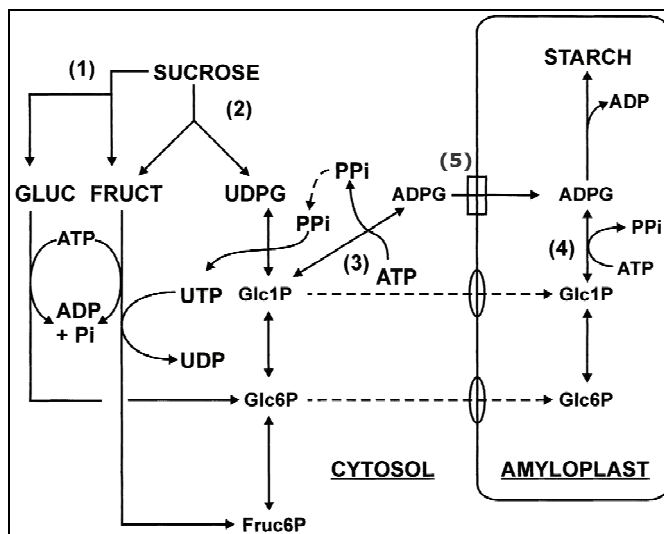 (1)
SUCROSE
(2)
STARCH
ADP
(5)
GLUC
FRUCT
UDPG
PPi
PPi
ADPG
ADPG
PPi
ATP
(3)
(4)
ATP
ATP
ADP
+ Pi
UTP
Glc1P
Glc1P
UDP
Glc6P
Glc6P
CYTOSOL
AMYLOPLAST
Fruc6P